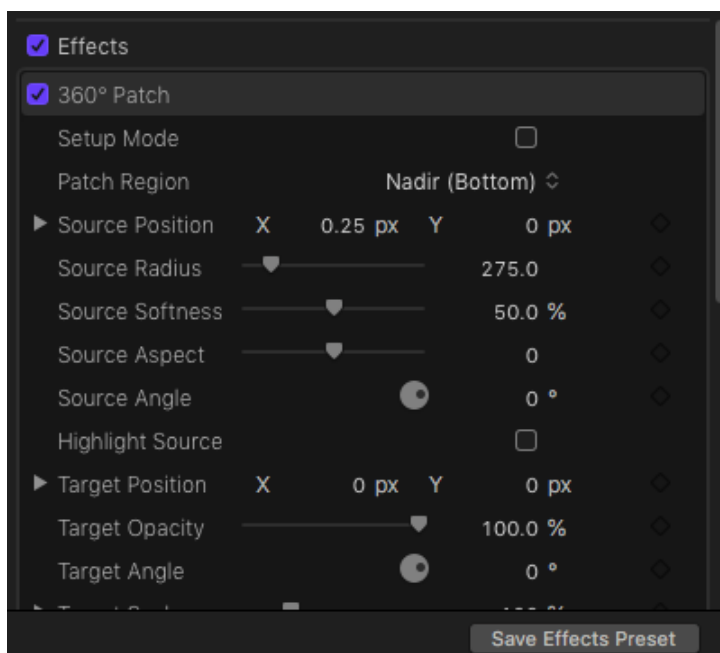 Effects
360° Patch
Setup Mode
Patch Region Nadir (Bottom)
Source Position X 0.25 px Y 0 px
Source Radius 275.0
Source Softness 50.0 %
Source Aspect 0
Source Angle 0 °
Highlight Source
Target Position X 0 px Y 0 px
Target Opacity 100.0 %
Target Angle 0 °
Save Effects Preset